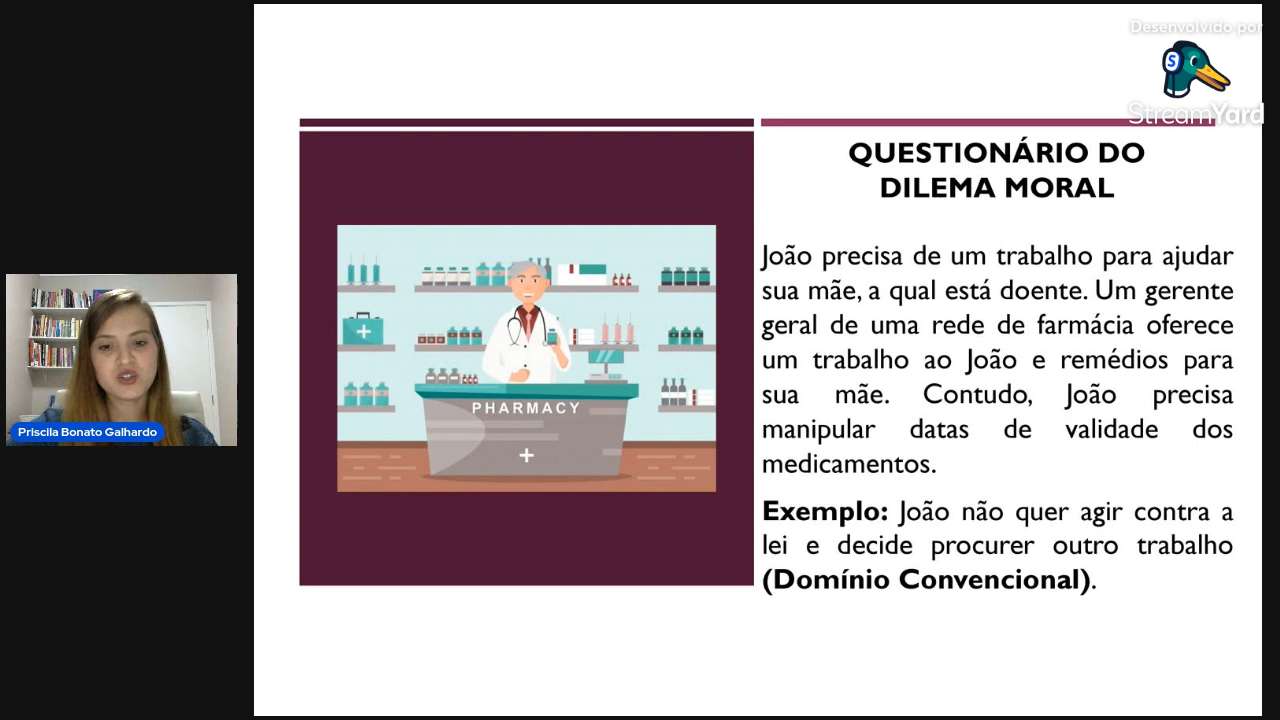 Desenvolvido por
S
StreamYard
QUESTIONÁRIO DO
DILEMA MORAL
João precisa de um trabalho para ajudar
sua mãe, a qual está doente. Um gerente
geral de uma rede de farmácia oferece
um trabalho ao João e remédios para
sua mãe. Contudo, João precisa
manipular datas de validade dos
medicamentos.
Exemplo: João não quer agir contra a
lei e decide procurer outro trabalho
(Domínio Convencional).
PHARMACY
Priscila Bonato Galhardo